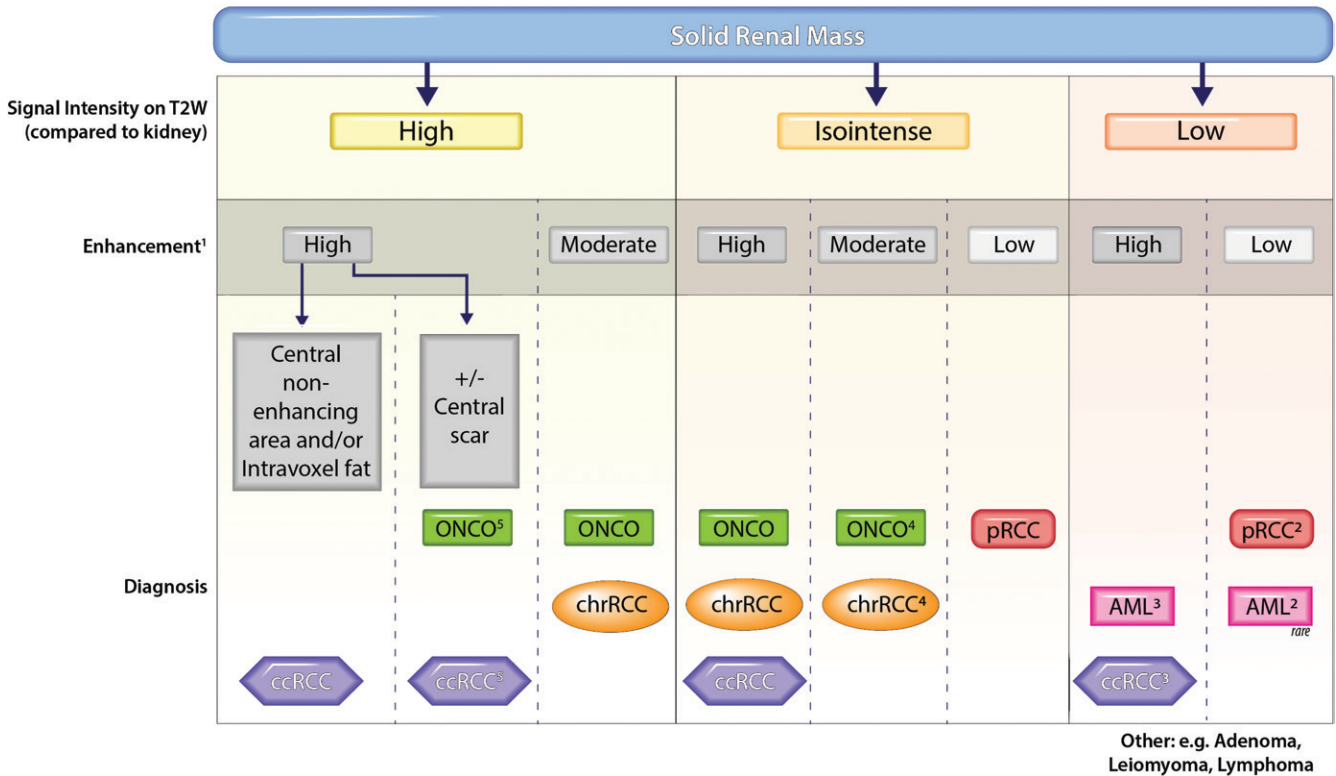 Solid Renal Mass
Signal Intensity on T2W
(compared to kidney)
High
Isointense
Low
Enhancement¹
High
Moderate
High
Moderate
Low
High
Low
Central
non-
enhancing
area and/or
Intravoxel fat
+/-
Central
scar
ONCO⁵
ONCO
ONCO
ONCO⁴
pRCC
pRCC²
Diagnosis
chrRCC
chrRCC
chrRCC⁴
AML³
AML²
rare
ccRCC
ccRCC⁵
ccRCC
ccRCC³
Other: e.g. Adenoma,
Leiomyoma, Lymphoma